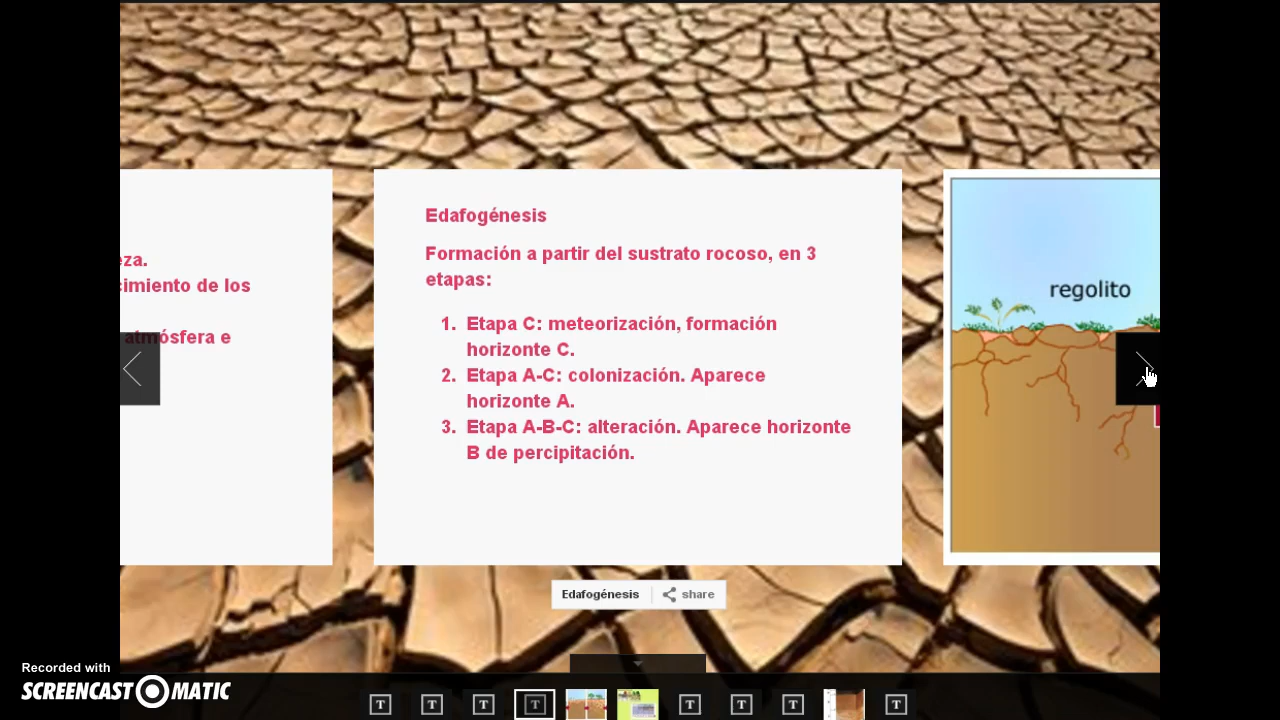 Edafogénesis
Formación a partir del sustrato rocoso, en 3
etapas:
1. Etapa C: meteorización, formación
horizonte C.
2. Etapa A-C: colonización. Aparece
horizonte A.
3. Etapa A-B-C: alteración. Aparece horizonte
B de percipitación.
eza.
cimiento de los
atmósfera e
regolito
Edafogénesis share
Recorded with
SCREENCAST MATIC
T T T T T T T T